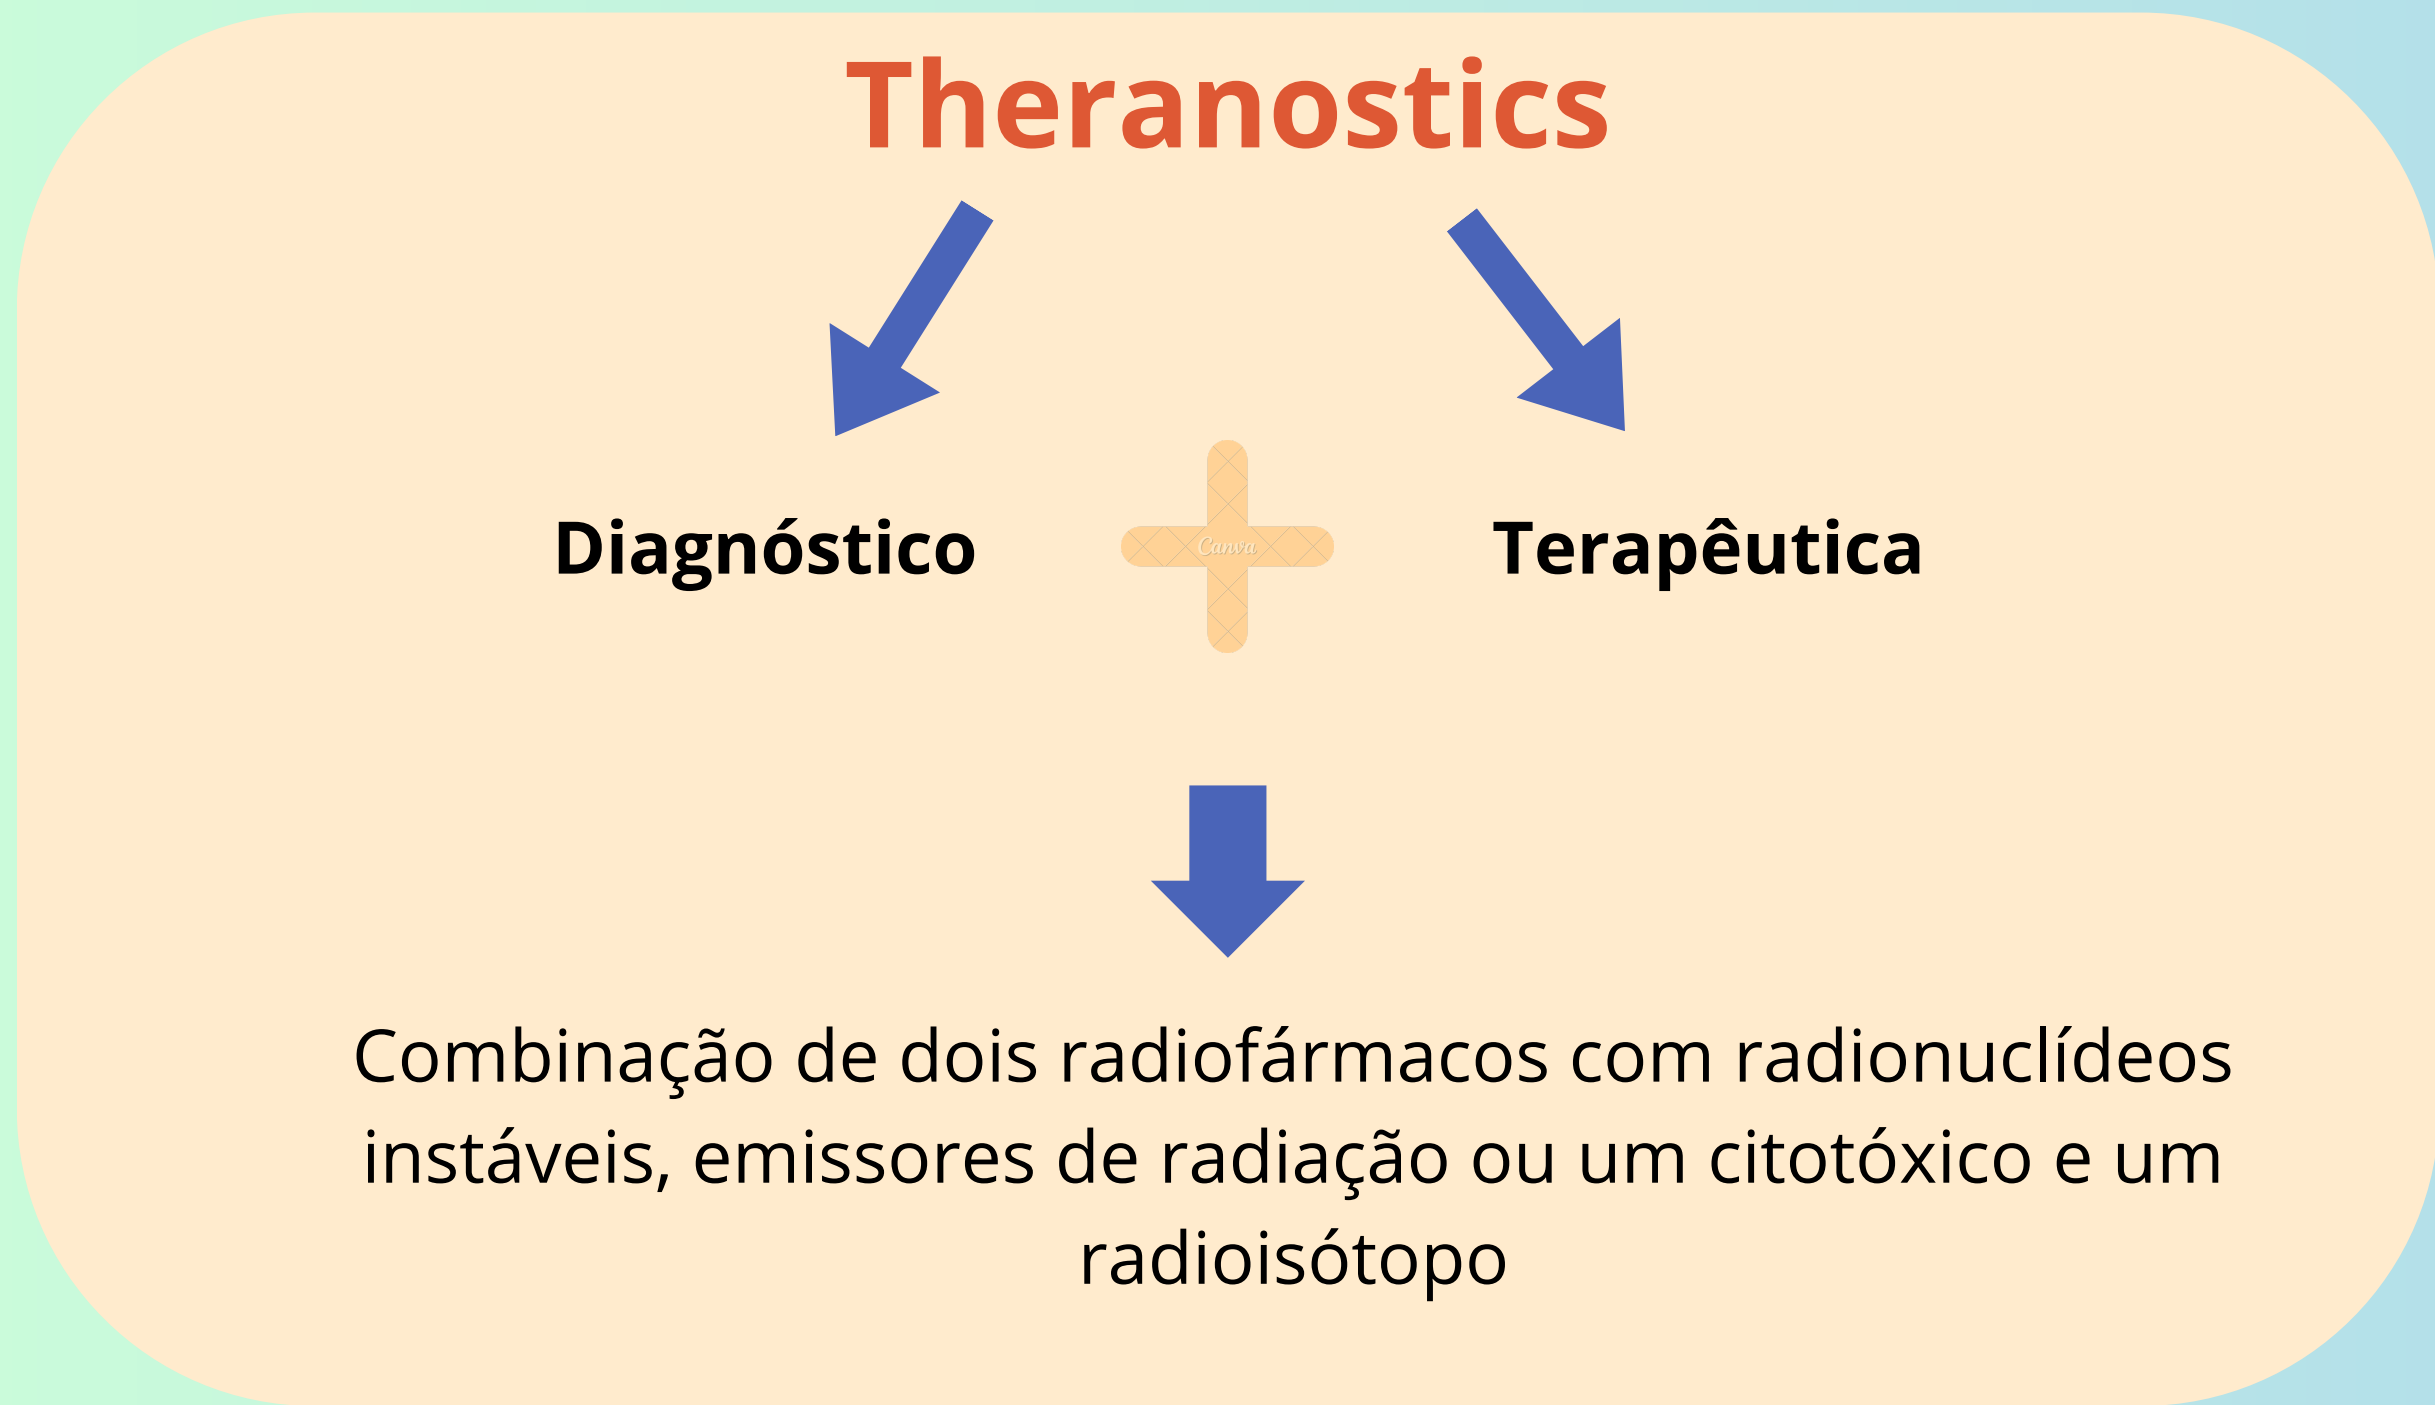 Theranostics
Diagnóstico
Canva
Terapêutica
Combinação de dois radiofármacos com radionuclídeos
instáveis, emissores de radiação ou um citotóxico e um
radioisótopo